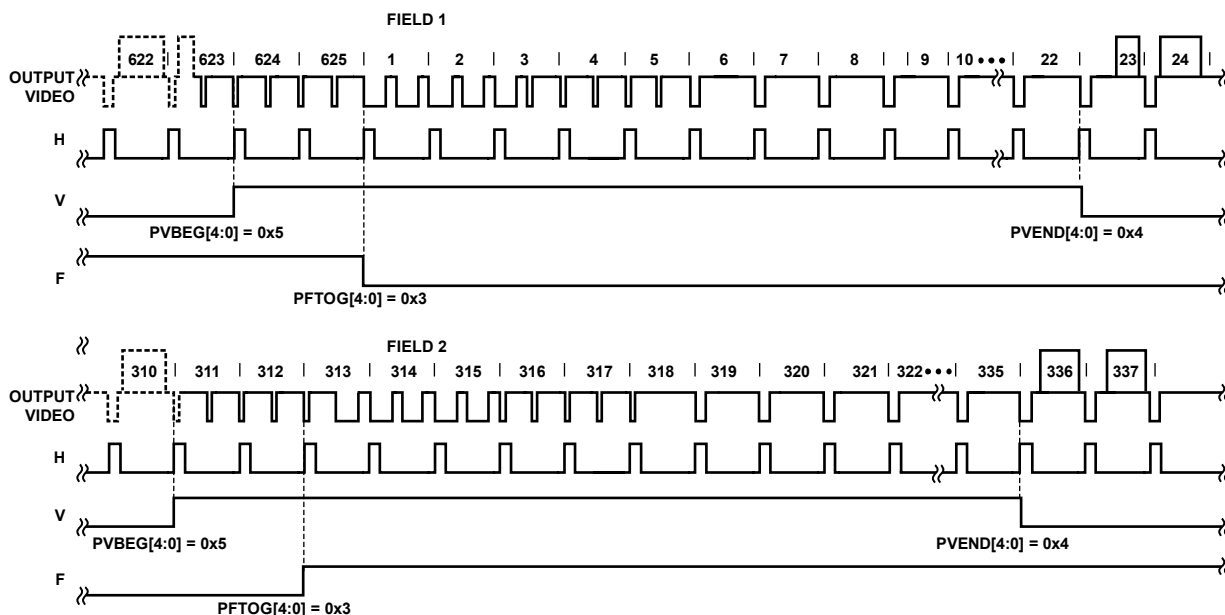 FIELD 1
622 623 624 625 1 2 3 4 5 6 7 8 9 10 ••• 22 23 24
OUTPUT
VIDEO
H
V
PVBEG[4:0] = 0x5 PVEND[4:0] = 0x4
F
PFTOG[4:0] = 0x3
FIELD 2
310 311 312 313 314 315 316 317 318 319 320 321 322 ••• 335 336 337
OUTPUT
VIDEO
H
V
PVBEG[4:0] = 0x5 PVEND[4:0] = 0x4
F
PFTOG[4:0] = 0x3